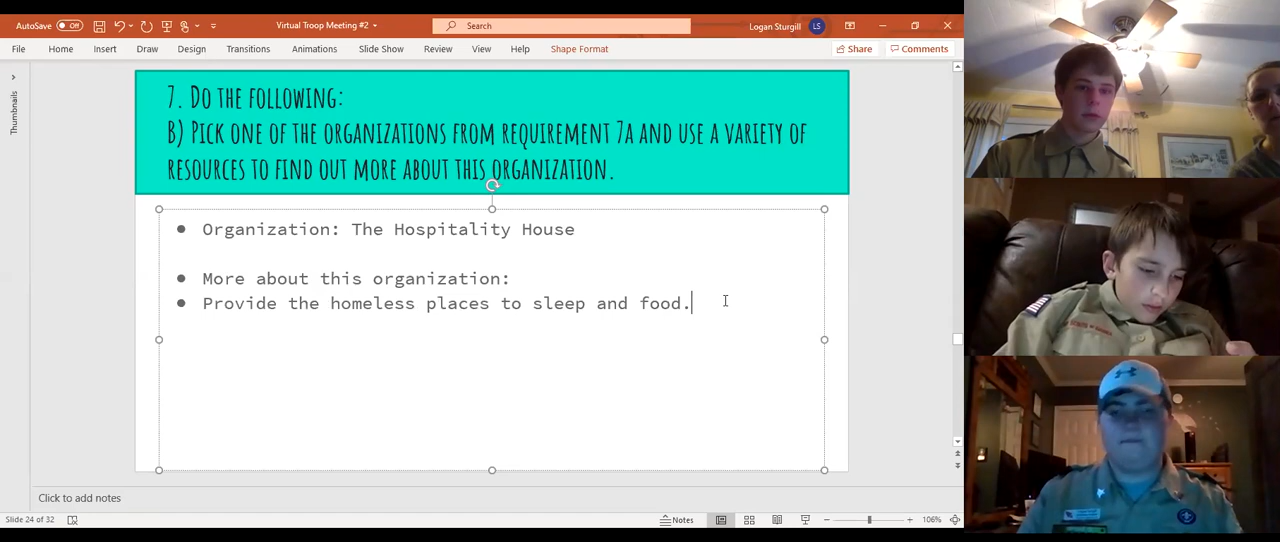 AutoSave Off
Virtual Troop Meeting #2
Search
Logan Sturgill LS
File Home Insert Draw Design Transitions Animations Slide Show Review View Help Shape Format Share Comments
Thumbnails
7. Do the following:
B) Pick one of the organizations from requirement 7a and use a variety of
resources to find out more about this organization.
Organization: The Hospitality House
More about this organization:
Provide the homeless places to sleep and food.
Click to add notes
Slide 24 of 32
Notes
106%